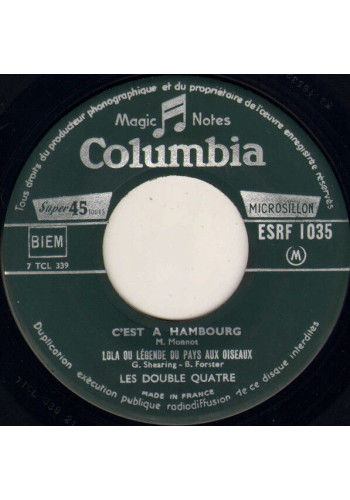 Tous droits du producteur phonographique et du propriétaire de l'œuvre enregistrée réservés
Magic Notes
Columbia
Super 45 tours
MICROSILLON
BIEM
ESRF 1035
7 TCL 339
M
C'EST A HAMBOURG
M. Monnot
LOLA OU LÉGENDE DU PAYS AUX OISEAUX
G. Shearing - B. Forster
LES DOUBLE QUATRE
MADE IN FRANCE
Duplication exécution publique radiodiffusion de ce disque interdites